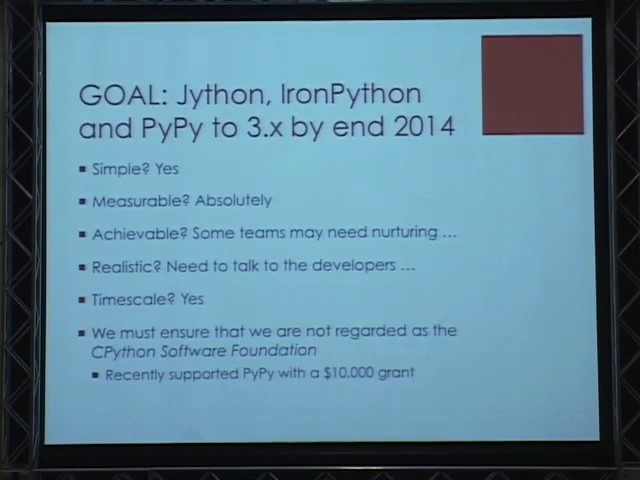 GOAL: Jython, IronPython
and PyPy to 3.x by end 2014
▪ Simple? Yes
▪ Measurable? Absolutely
▪ Achievable? Some teams may need nurturing ...
▪ Realistic? Need to talk to the developers ...
▪ Timescale? Yes
▪ We must ensure that we are not regarded as the
CPython Software Foundation
▪ Recently supported PyPy with a $10,000 grant